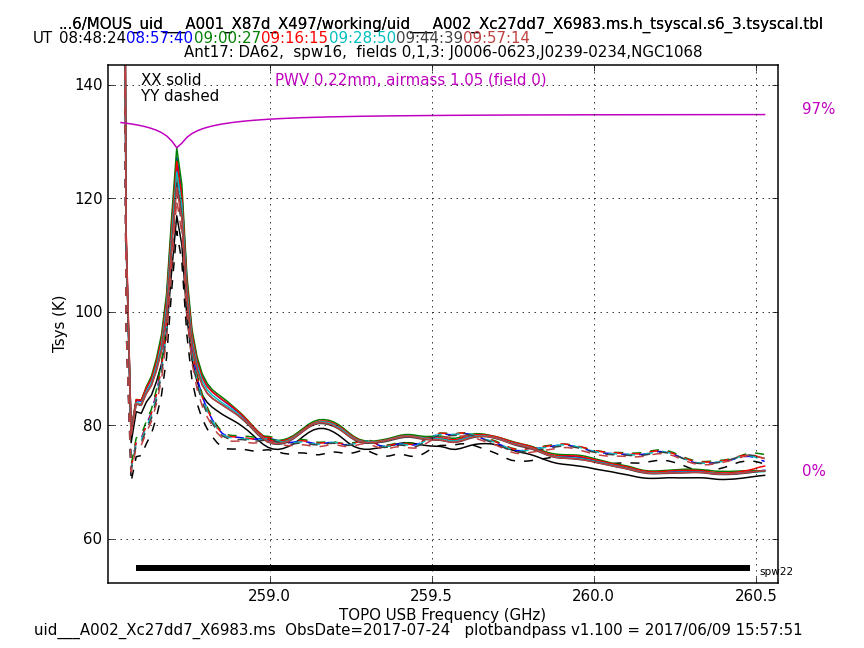 ...6/MOUS_uid___A001_X87d_X497/working/uid___A002_Xc27dd7_X6983.ms.h_tsyscal.s6_3.tsyscal.tbl
UT 08:48:24 08:57:40 09:00:27 09:16:15 09:28:50 09:44:39 09:57:14
Ant17: DA62, spw16, fields 0,1,3: J0006-0623,J0239-0234,NGC1068
XX solid
YY dashed
PWV 0.22mm, airmass 1.05 (field 0)
97%
0%
140
120
100
80
60
Tsys (K)
spw22
259.0 259.5 260.0 260.5
TOPO USB Frequency (GHz)
uid___A002_Xc27dd7_X6983.ms ObsDate=2017-07-24 plotbandpass v1.100 = 2017/06/09 15:57:51